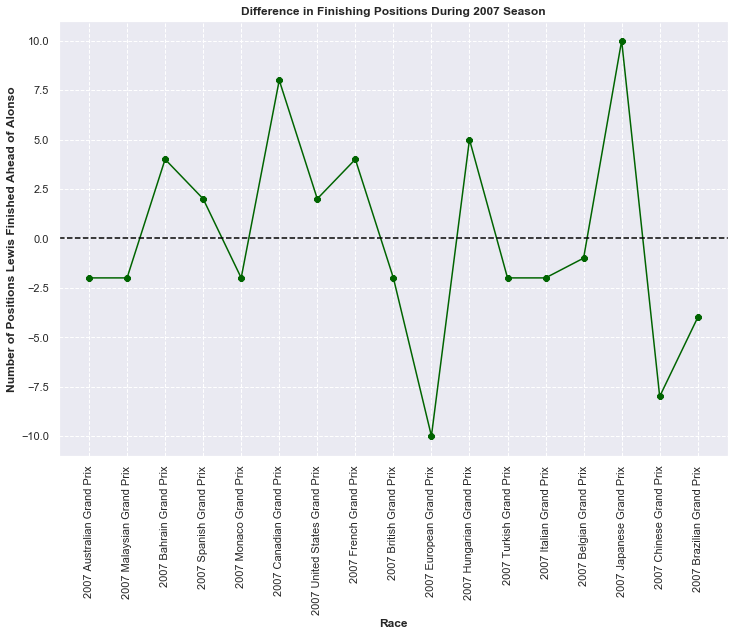 Difference in Finishing Positions During 2007 Season
Number of Positions Lewis Finished Ahead of Alonso
10.0
7.5
5.0
2.5
0.0
−2.5
−5.0
−7.5
−10.0
2007 Australian Grand Prix
2007 Malaysian Grand Prix
2007 Bahrain Grand Prix
2007 Spanish Grand Prix
2007 Monaco Grand Prix
2007 Canadian Grand Prix
2007 United States Grand Prix
2007 French Grand Prix
2007 British Grand Prix
2007 European Grand Prix
2007 Hungarian Grand Prix
2007 Turkish Grand Prix
2007 Italian Grand Prix
2007 Belgian Grand Prix
2007 Japanese Grand Prix
2007 Chinese Grand Prix
2007 Brazilian Grand Prix
Race